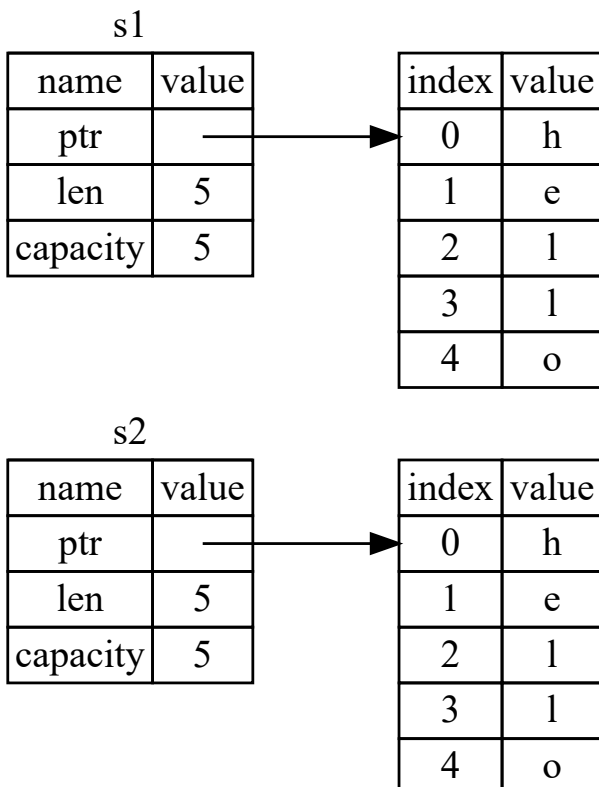 s1
name value
ptr
len 5
capacity 5
index value
0 h
1 e
2 l
3 l
4 o
s2
name value
ptr
len 5
capacity 5
index value
0 h
1 e
2 l
3 l
4 o